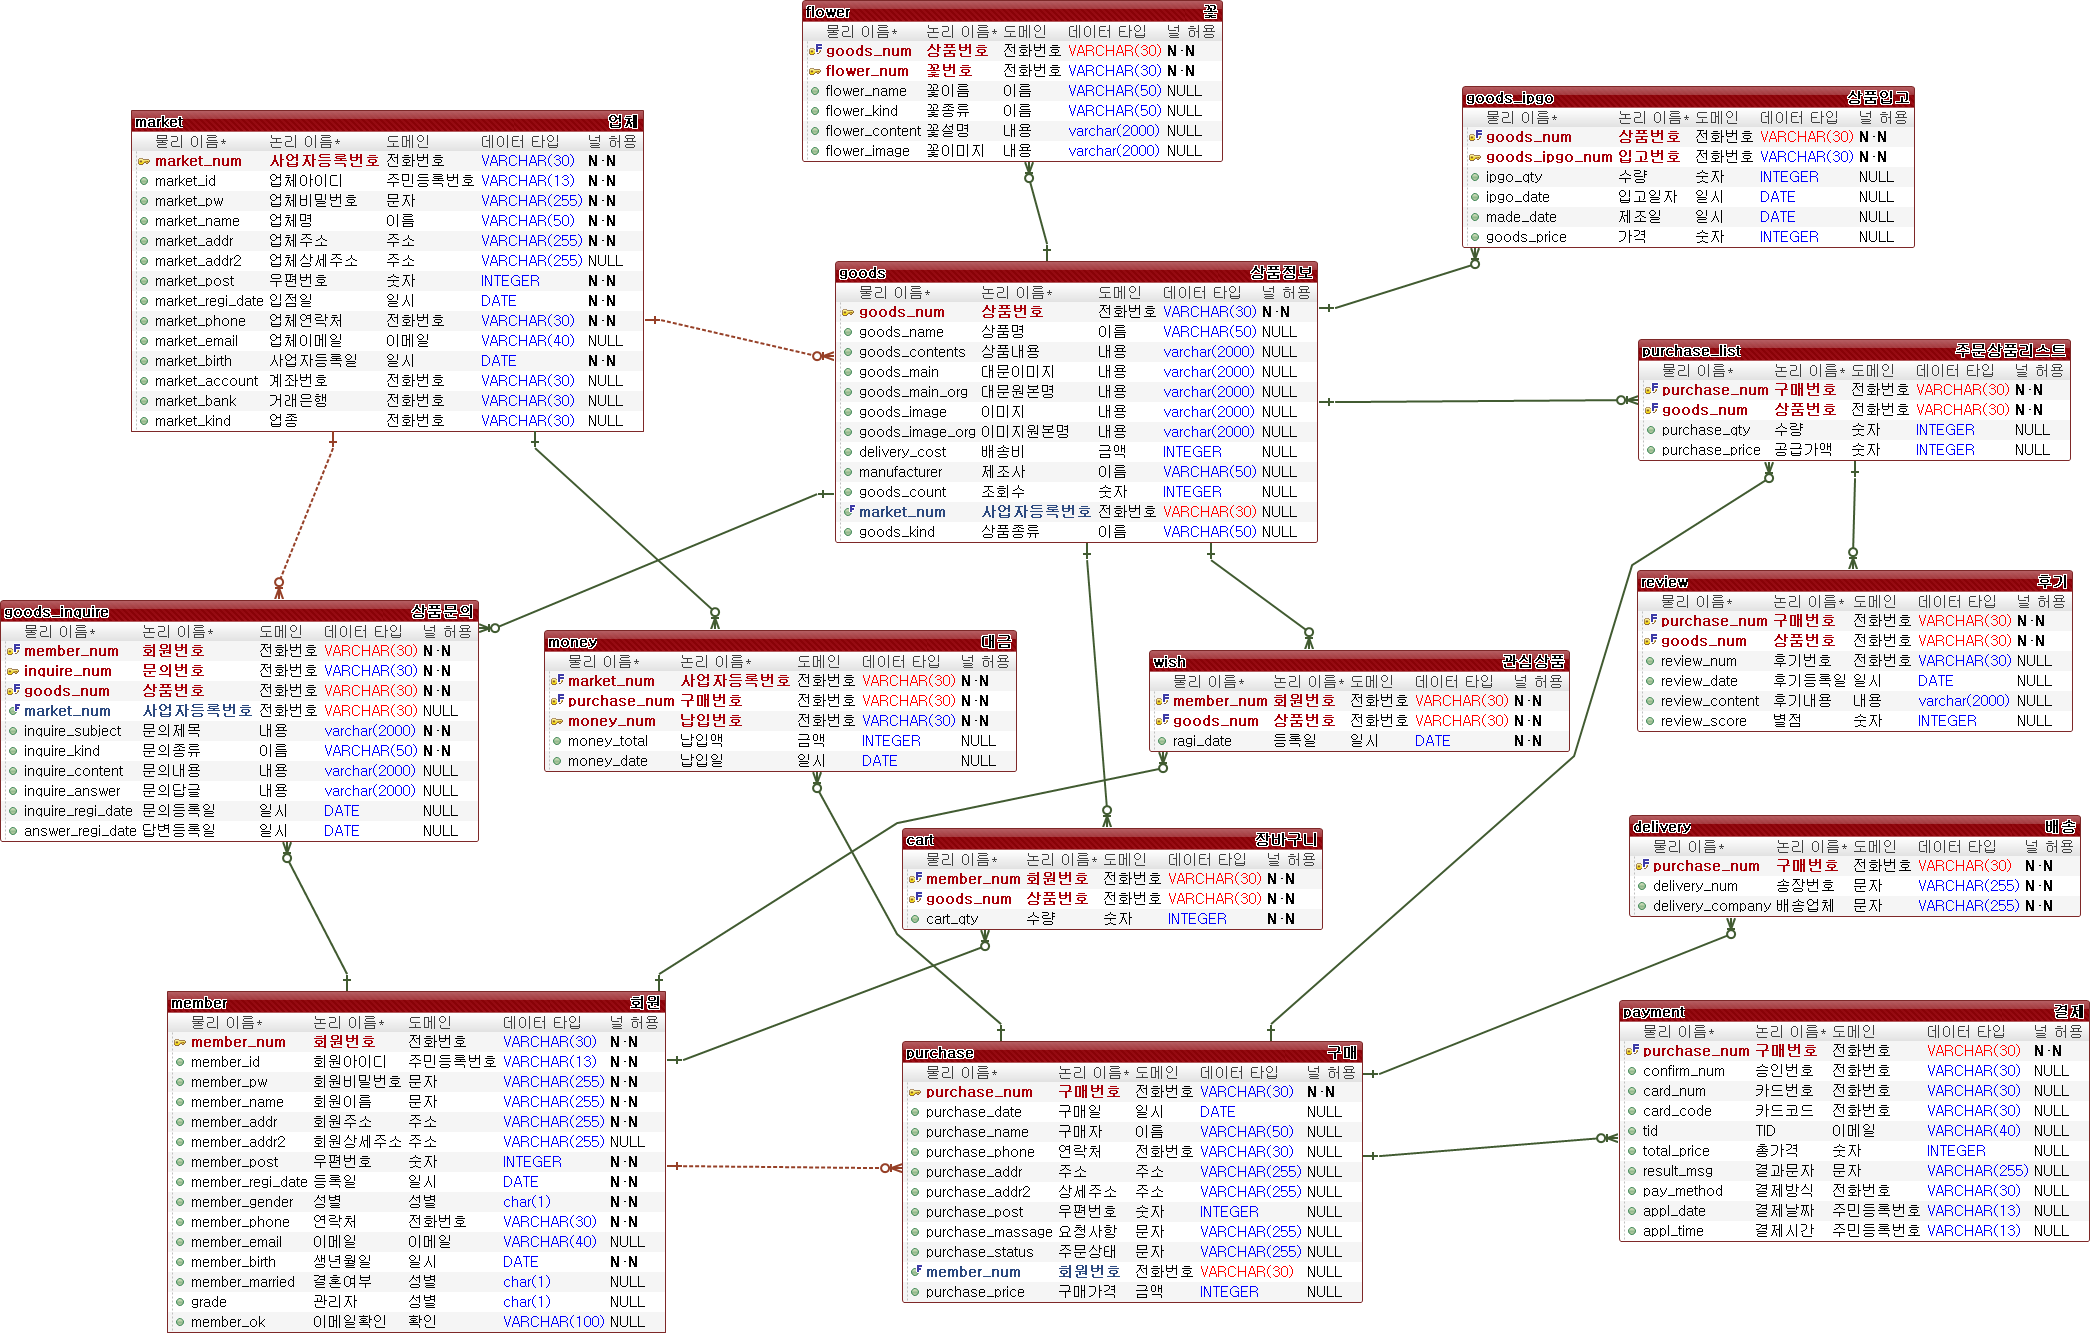 flower 꽃
물리 이름* 논리 이름* 도메인 데이터 타입 널 허용
goods_num 상품번호 전화번호 VARCHAR(30) N·N
flower_num 꽃번호 전화번호 VARCHAR(30) N·N
flower_name 꽃이름 이름 VARCHAR(50) NULL
flower_kind 꽃종류 이름 VARCHAR(50) NULL
flower_content 꽃설명 내용 varchar(2000) NULL
flower_image 꽃이미지 내용 varchar(2000) NULL
goods_ipgo 상품입고
물리 이름* 논리 이름* 도메인 데이터 타입 널 허용
goods_num 상품번호 전화번호 VARCHAR(30) N·N
goods_ipgo_num 입고번호 전화번호 VARCHAR(30) N·N
ipgo_qty 수량 숫자 INTEGER NULL
ipgo_date 입고일자 일시 DATE NULL
made_date 제조일 일시 DATE NULL
goods_price 가격 숫자 INTEGER NULL
market 업체
물리 이름* 논리 이름* 도메인 데이터 타입 널 허용
market_num 사업자등록번호 전화번호 VARCHAR(30) N·N
market_id 업체아이디 주민등록번호 VARCHAR(13) N·N
market_pw 업체비밀번호 문자 VARCHAR(255) N·N
market_name 업체명 이름 VARCHAR(50) N·N
market_addr 업체주소 주소 VARCHAR(255) N·N
market_addr2 업체상세주소 주소 VARCHAR(255) NULL
market_post 우편번호 숫자 INTEGER N·N
market_regi_date 입점일 일시 DATE N·N
market_phone 업체연락처 전화번호 VARCHAR(30) N·N
market_email 업체이메일 이메일 VARCHAR(40) NULL
market_birth 사업자등록일 일시 DATE N·N
market_account 계좌번호 전화번호 VARCHAR(30) NULL
market_bank 거래은행 전화번호 VARCHAR(30) NULL
market_kind 업종 전화번호 VARCHAR(30) NULL
goods 상품정보
물리 이름* 논리 이름* 도메인 데이터 타입 널 허용
goods_num 상품번호 전화번호 VARCHAR(30) N·N
goods_name 상품명 이름 VARCHAR(50) NULL
goods_contents 상품내용 내용 varchar(2000) NULL
goods_main 대문이미지 내용 varchar(2000) NULL
goods_main_org 대문원본명 내용 varchar(2000) NULL
goods_image 이미지 내용 varchar(2000) NULL
goods_image_org 이미지원본명 내용 varchar(2000) NULL
delivery_cost 배송비 금액 INTEGER NULL
manufacturer 제조사 이름 VARCHAR(50) NULL
goods_count 조회수 숫자 INTEGER NULL
market_num 사업자등록번호 전화번호 VARCHAR(30) NULL
goods_kind 상품종류 이름 VARCHAR(50) NULL
purchase_list 주문상품리스트
물리 이름* 논리 이름* 도메인 데이터 타입 널 허용
purchase_num 구매번호 전화번호 VARCHAR(30) N·N
goods_num 상품번호 전화번호 VARCHAR(30) N·N
purchase_qty 수량 숫자 INTEGER NULL
purchase_price 공급가액 숫자 INTEGER NULL
review 후기
물리 이름* 논리 이름* 도메인 데이터 타입 널 허용
purchase_num 구매번호 전화번호 VARCHAR(30) N·N
goods_num 상품번호 전화번호 VARCHAR(30) N·N
review_num 후기번호 전화번호 VARCHAR(30) NULL
review_date 후기등록일 일시 DATE NULL
review_content 후기내용 내용 varchar(2000) NULL
review_score 별점 숫자 INTEGER NULL
goods_inquire 상품문의
물리 이름* 논리 이름* 도메인 데이터 타입 널 허용
member_num 회원번호 전화번호 VARCHAR(30) N·N
inquire_num 문의번호 전화번호 VARCHAR(30) N·N
goods_num 상품번호 전화번호 VARCHAR(30) N·N
market_num 사업자등록번호 전화번호 VARCHAR(30) NULL
inquire_subject 문의제목 내용 varchar(2000) N·N
inquire_kind 문의종류 이름 VARCHAR(50) N·N
inquire_content 문의내용 내용 varchar(2000) NULL
inquire_answer 문의답글 내용 varchar(2000) NULL
inquire_regi_date 문의등록일 일시 DATE NULL
answer_regi_date 답변등록일 일시 DATE NULL
money 대금
물리 이름* 논리 이름* 도메인 데이터 타입 널 허용
market_num 사업자등록번호 전화번호 VARCHAR(30) N·N
purchase_num 구매번호 전화번호 VARCHAR(30) N·N
money_num 납입번호 전화번호 VARCHAR(30) N·N
money_total 납입액 금액 INTEGER NULL
money_date 납입일 일시 DATE NULL
wish 관심상품
물리 이름* 논리 이름* 도메인 데이터 타입 널 허용
member_num 회원번호 전화번호 VARCHAR(30) N·N
goods_num 상품번호 전화번호 VARCHAR(30) N·N
ragi_date 등록일 일시 DATE N·N
cart 장바구니
물리 이름* 논리 이름* 도메인 데이터 타입 널 허용
member_num 회원번호 전화번호 VARCHAR(30) N·N
goods_num 상품번호 전화번호 VARCHAR(30) N·N
cart_qty 수량 숫자 INTEGER N·N
delivery 배송
물리 이름* 논리 이름* 도메인 데이터 타입 널 허용
purchase_num 구매번호 전화번호 VARCHAR(30) N·N
delivery_num 송장번호 문자 VARCHAR(255) N·N
delivery_company 배송업체 문자 VARCHAR(255) N·N
member 회원
물리 이름* 논리 이름* 도메인 데이터 타입 널 허용
member_num 회원번호 전화번호 VARCHAR(30) N·N
member_id 회원아이디 주민등록번호 VARCHAR(13) N·N
member_pw 회원비밀번호 문자 VARCHAR(255) N·N
member_name 회원이름 문자 VARCHAR(255) N·N
member_addr 회원주소 주소 VARCHAR(255) N·N
member_addr2 회원상세주소 주소 VARCHAR(255) NULL
member_post 우편번호 숫자 INTEGER N·N
member_regi_date 등록일 일시 DATE N·N
member_gender 성별 성별 char(1) N·N
member_phone 연락처 전화번호 VARCHAR(30) N·N
member_email 이메일 이메일 VARCHAR(40) NULL
member_birth 생년월일 일시 DATE N·N
member_married 결혼여부 성별 char(1) NULL
grade 관리자 성별 char(1) NULL
member_ok 이메일확인 확인 VARCHAR(100) NULL
purchase 구매
물리 이름* 논리 이름* 도메인 데이터 타입 널 허용
purchase_num 구매번호 전화번호 VARCHAR(30) N·N
purchase_date 구매일 일시 DATE NULL
purchase_name 구매자 이름 VARCHAR(50) NULL
purchase_phone 연락처 전화번호 VARCHAR(30) NULL
purchase_addr 주소 주소 VARCHAR(255) NULL
purchase_addr2 상세주소 주소 VARCHAR(255) NULL
purchase_post 우편번호 숫자 INTEGER NULL
purchase_massage 요청사항 문자 VARCHAR(255) NULL
purchase_status 주문상태 문자 VARCHAR(255) NULL
member_num 회원번호 전화번호 VARCHAR(30) NULL
purchase_price 구매가격 금액 INTEGER NULL
payment 결제
물리 이름* 논리 이름* 도메인 데이터 타입 널 허용
purchase_num 구매번호 전화번호 VARCHAR(30) N·N
confirm_num 승인번호 전화번호 VARCHAR(30) NULL
card_num 카드번호 전화번호 VARCHAR(30) NULL
card_code 카드코드 전화번호 VARCHAR(30) NULL
tid TID 이메일 VARCHAR(40) NULL
total_price 총가격 숫자 INTEGER NULL
result_msg 결과문자 문자 VARCHAR(255) NULL
pay_method 결제방식 전화번호 VARCHAR(30) NULL
appl_date 결제날짜 주민등록번호 VARCHAR(13) NULL
appl_time 결제시간 주민등록번호 VARCHAR(13) NULL